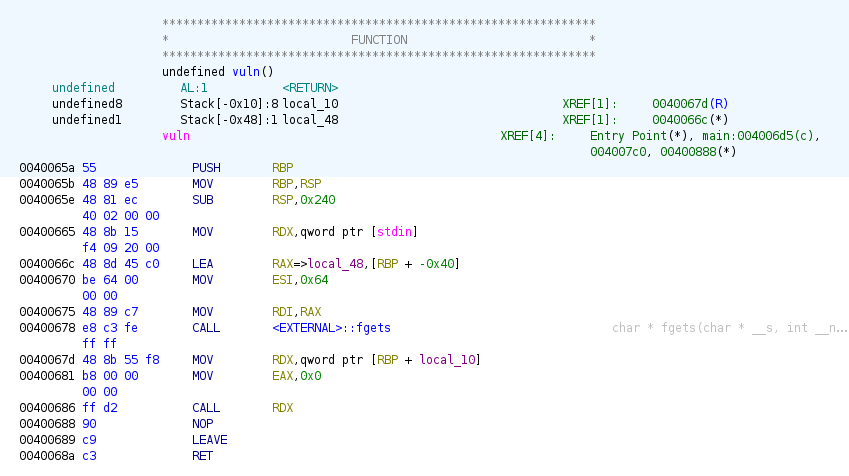 ************************************************************** 
* FUNCTION *
************************************************************** 
undefined vuln()
undefined AL:1 <RETURN>
undefined8 Stack[-0x10]:8 local_10 XREF[1]: 0040067d(R)
undefined1 Stack[-0x48]:1 local_48 XREF[1]: 0040066c(*)
vuln XREF[4]: Entry Point(*), main:004006d5(c),
004007c0, 00400888(*)
0040065a 55 PUSH RBP
0040065b 48 89 e5 MOV RBP,RSP
0040065e 48 81 ec SUB RSP,0x240
40 02 00 00
00400665 48 8b 15 MOV RDX,qword ptr [stdin]
f4 09 20 00
0040066c 48 8d 45 c0 LEA RAX=>local_48,[RBP + -0x40]
00400670 be 64 00 MOV ESI,0x64
00 00
00400675 48 89 c7 MOV RDI,RAX
00400678 e8 c3 fe CALL <EXTERNAL>::fgets char * fgets(char * __s, int __n...
ff ff
0040067d 48 8b 55 f8 MOV RDX,qword ptr [RBP + local_10]
00400681 b8 00 00 MOV EAX,0x0
00 00
00400686 ff d2 CALL RDX
00400688 90 NOP
00400689 c9 LEAVE
0040068a c3 RET